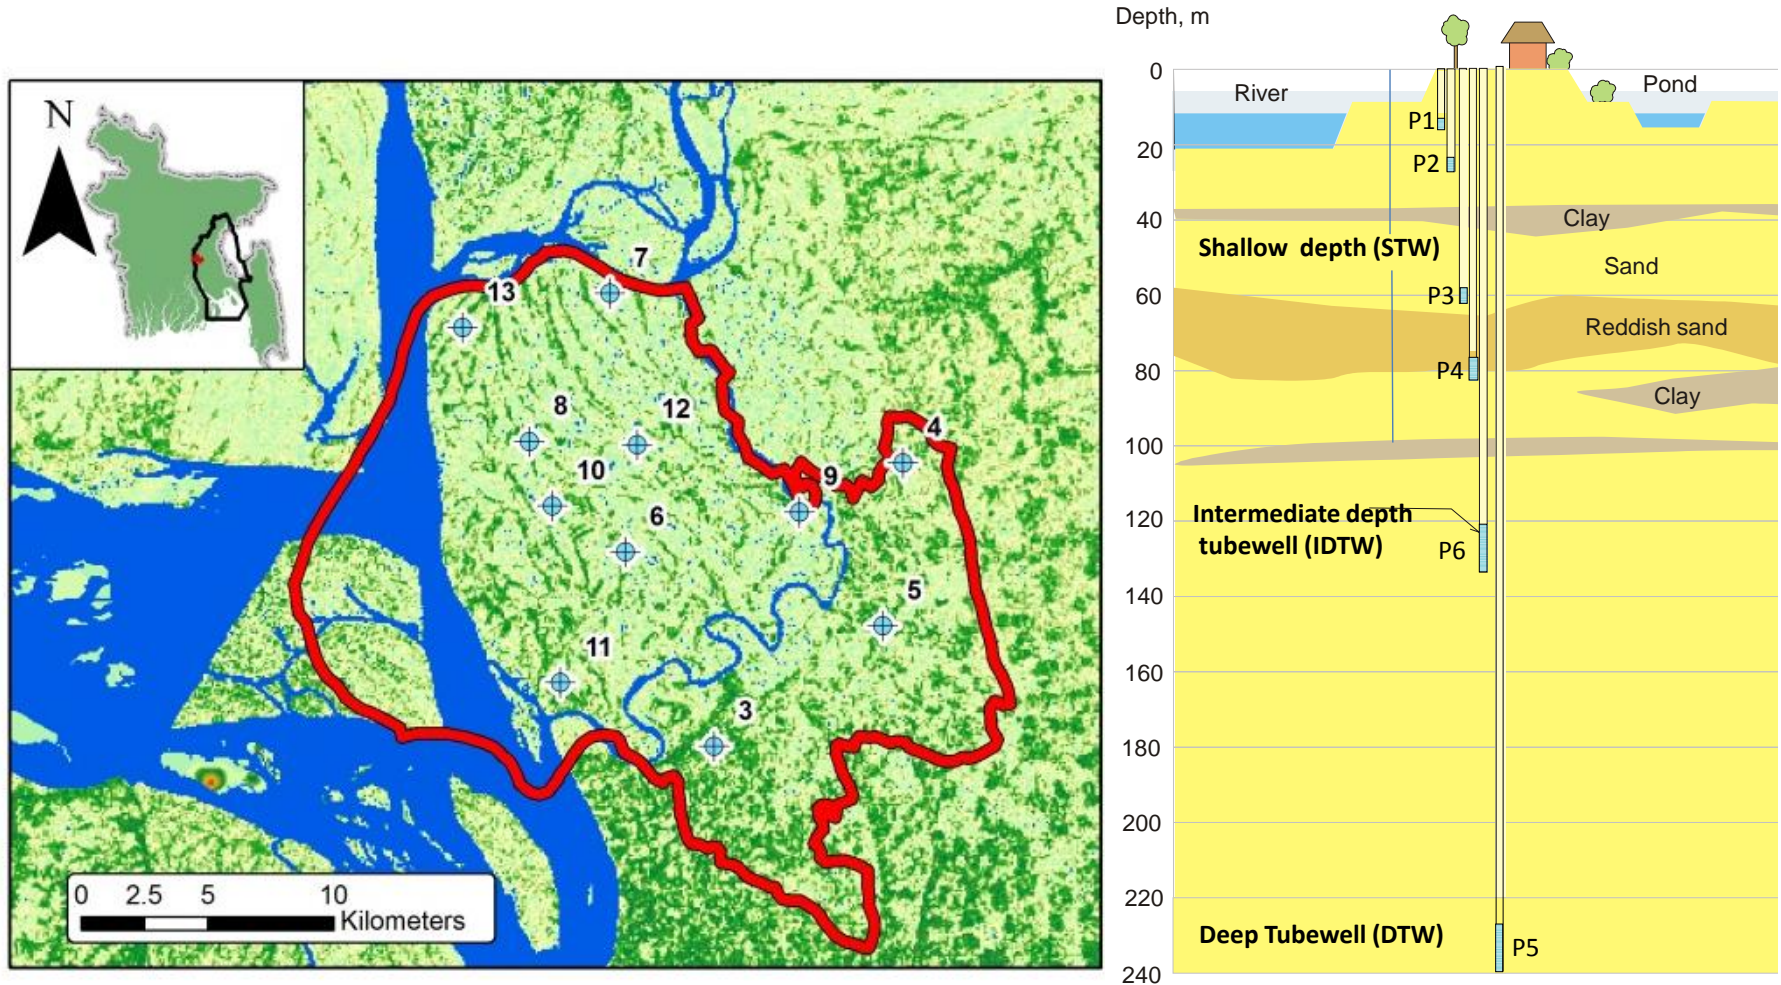 N
7
13
8
12
4
10
9
6
5
11
3
0 2.5 5 10
Kilometers
Depth, m
0
20
40
60
80
100
120
140
160
180
200
220
240
River
Pond
P1
P2
Clay
Shallow depth (STW)
Sand
P3
Reddish sand
P4
Clay
Intermediate depth
tubewell (IDTW)
P6
Deep Tubewell (DTW)
P5